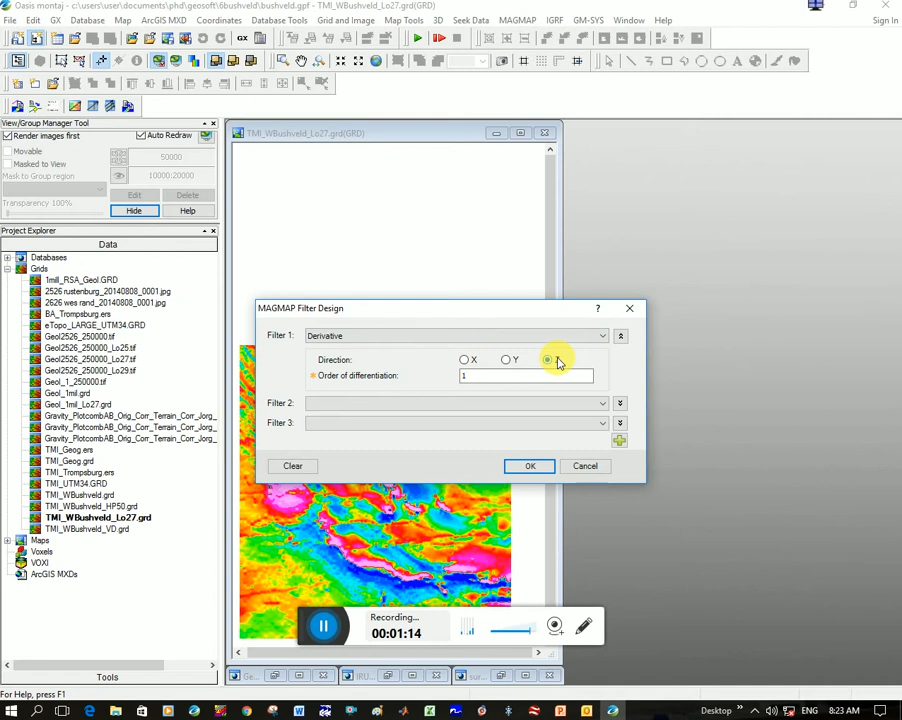 Oasis montaj - c:\users\user\documents\phd\geosoft\6bushveld\bushveld.gpf - TMI_WBushveld_Lo27.grd(GRD)
File GX Database Map ArcGIS MXD Coordinates Database Tools Grid and Image Map Tools 3D Seek Data MAGMAP IGRF GM-SYS Window Help
Sign In
GX
View/Group Manager Tool
Render images first Auto Redraw
Movable
50000
Masked to View
Mask to Group region
10000:20000
Edit Delete
Transparency 100%
Hide Help
Project Explorer
Data
Databases
Grids
1mill_RSA_Geol.GRD
2526 rustenburg_20140808_0001.jpg
2626 wes rand_20140808_0001.jpg
BA_Trompsburg.ers
eTopo_LARGE_UTM34.GRD
Geol2526_250000.tif
Geol2526_250000_Lo25.tif
Geol2526_250000_Lo27.tif
Geol_1_250000.tif
Geol_1mil.grd
Geol_1mil_Lo27.grd
Gravity_PlotcombAB_Orig_Corr_Terrain_Corr_Jorg_
Gravity_PlotcombAB_Orig_Corr_Terrain_Corr_Jorg_
Gravity_PlotcombAB_Orig_Corr_Terrain_Corr_Jorg_
TMI_Geog.ers
TMI_Geog.grd
TMI_Trompsburg.ers
TMI_UTM34.GRD
TMI_WBushveld.grd
TMI_WBushveld_HP50.grd
TMI_WBushveld_Lo27.grd
TMI_WBushveld_VD.grd
Maps
Voxels
VOXI
ArcGIS MXDs
Tools
TMI_WBushveld_Lo27.grd(GRD)
MAGMAP Filter Design
?
Filter 1: Derivative
Direction: X Y
Order of differentiation: 1
Filter 2:
Filter 3:
Clear OK Cancel
Recording...
00:01:14
Ge...
IRU...
sur...
For Help, press F1
Desktop
ENG
8:23 AM